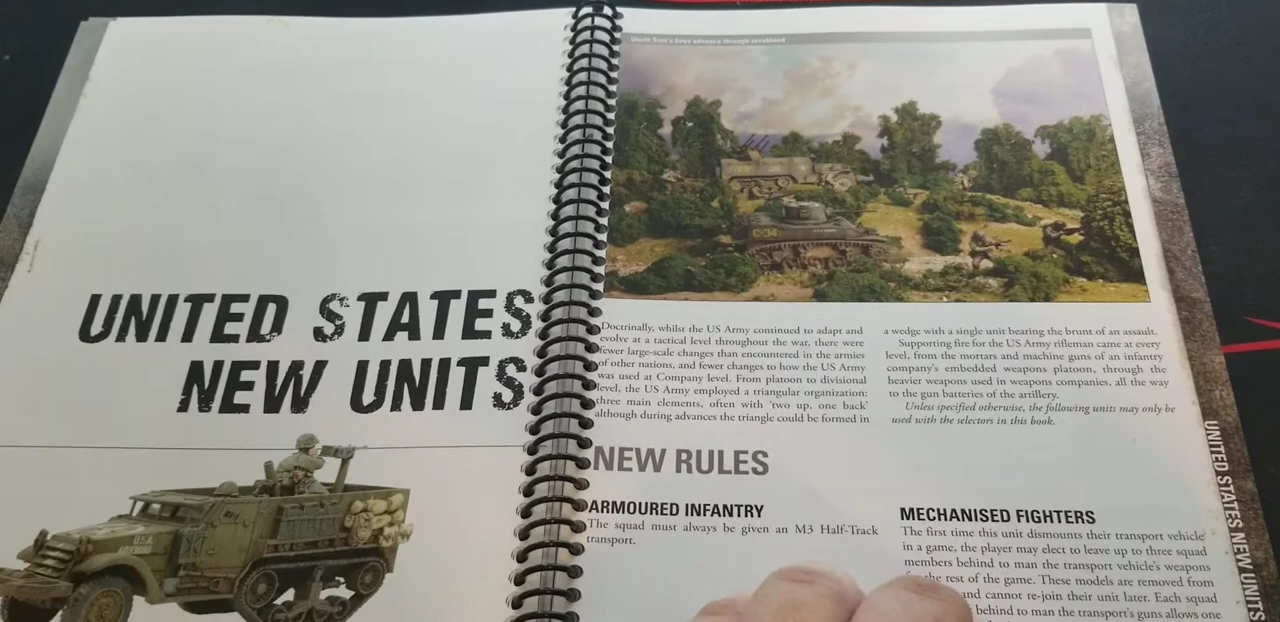 UNITED STATES
NEW UNITS
Uncle Sam's boys advance through scrubland
C-34
Doctrinally, whilst the US Army continued to adapt and
evolve at a tactical level throughout the war, there were
fewer large-scale changes than encountered in the armies
of other nations, and fewer changes to how the US Army
was used at Company level. From platoon to divisional
level, the US Army employed a triangular organization:
three main elements, often with 'two up, one back'
although during advances the triangle could be formed in
a wedge with a single unit bearing the brunt of an assault.
Supporting fire for the US Army rifleman came at every
level, from the mortars and machine guns of an infantry
company's embedded weapons platoon, through the
heavier weapons used in weapons companies, all the way
to the gun batteries of the artillery.
Unless specified otherwise, the following units may only be
used with the selectors in this book.
NEW RULES
ARMOURED INFANTRY
The squad must always be given an M3 Half-Track
transport.
MECHANISED FIGHTERS
The first time this unit dismounts their transport vehicle
in a game, the player may elect to leave up to three squad
members behind to man the transport vehicle's weapons
the rest of the game. These models are removed from
and cannot re-join their unit later. Each squad
behind to man the transport's guns allows one
UNITED STATES NEW UNITS